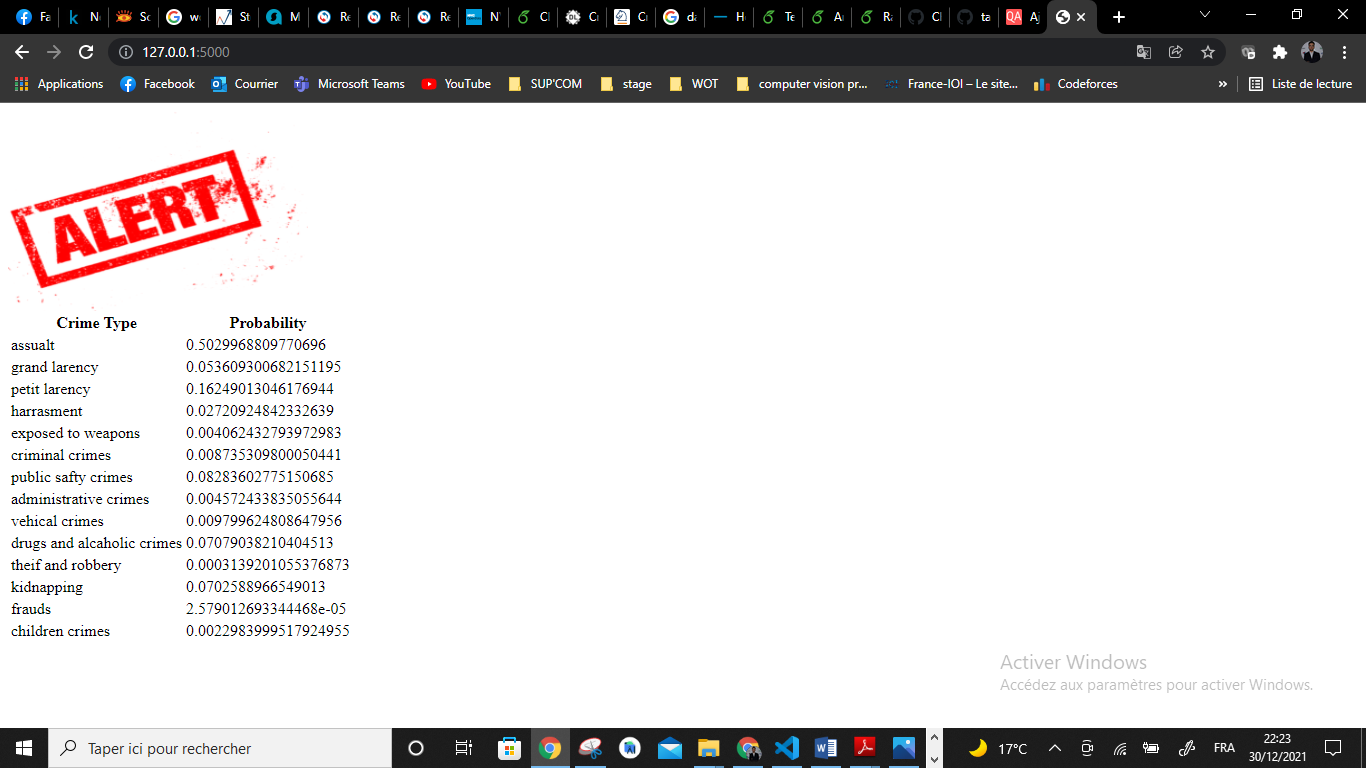 Fa
N
Sc
we
St
M
Re
Re
Re
N
Cl
Cr
Cr
da
H
Te
A
Ra
Cl
ta
Aj
127.0.0.1:5000
Applications
Facebook
Courrier
Microsoft Teams
YouTube
SUP'COM
stage
WOT
computer vision pr...
France-IOI – Le site...
Codeforces
»
Liste de lecture
ALERT
Crime Type Probability
assualt 0.5029968809770696
grand larency 0.053609300682151195
petit larency 0.16249013046176944
harrasment 0.02720924842332639
exposed to weapons 0.004062432793972983
criminal crimes 0.008735309800050441
public safty crimes 0.08283602775150685
administrative crimes 0.004572433835055644
vehical crimes 0.009799624808647956
drugs and alcaholic crimes 0.07079038210404513
theif and robbery 0.0003139201055376873
kidnapping 0.0702588966549013
frauds 2.579012693344468e-05
children crimes 0.0022983999517924955
Activer Windows
Accédez aux paramètres pour activer Windows.
Taper ici pour rechercher
17°C
FRA
22:23
30/12/2021